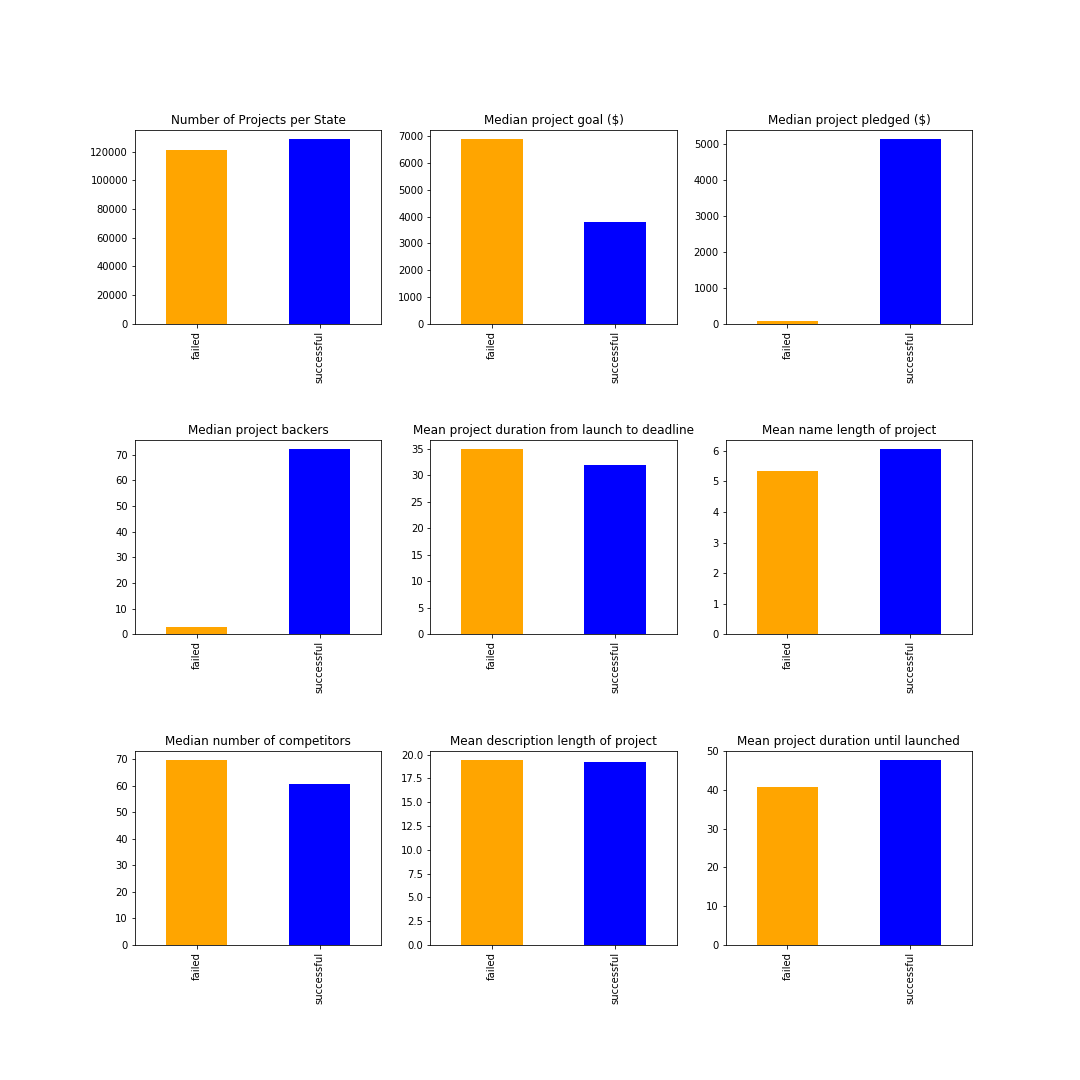 Number of Projects per State
120000
100000
80000
60000
40000
20000
0
failed
successful
Median project goal ($)
7000
6000
5000
4000
3000
2000
1000
0
failed
successful
Median project pledged ($)
5000
4000
3000
2000
1000
0
failed
successful
Median project backers
70
60
50
40
30
20
10
0
failed
successful
Mean project duration from launch to deadline
35
30
25
20
15
10
5
0
failed
successful
Mean name length of project
6
5
4
3
2
1
0
failed
successful
Median number of competitors
70
60
50
40
30
20
10
0
failed
successful
Mean description length of project
20.0
17.5
15.0
12.5
10.0
7.5
5.0
2.5
0.0
failed
successful
Mean project duration until launched
50
40
30
20
10
0
failed
successful